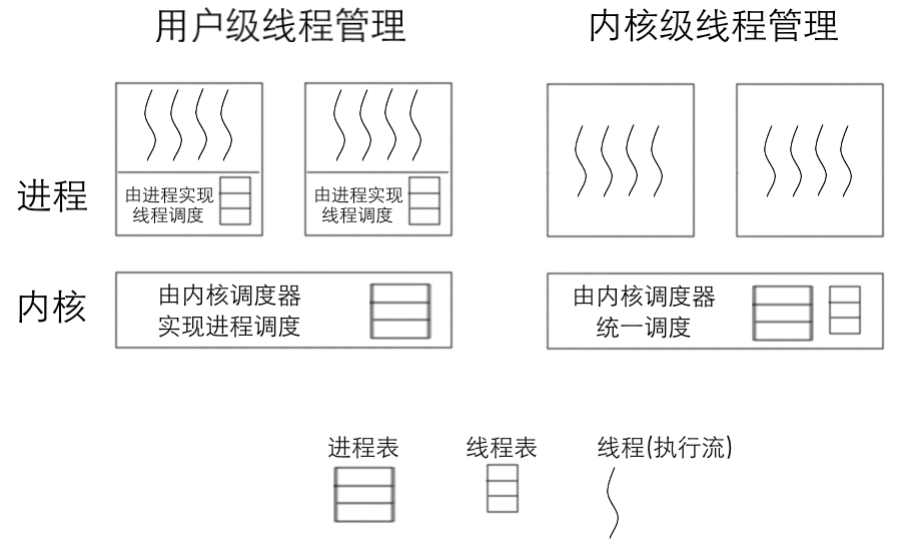 用户级线程管理
内核级线程管理
进程
由进程实现
线程调度
由进程实现
线程调度
内核
由内核调度器
实现进程调度
由内核调度器
统一调度
进程表
线程表
线程(执行流)